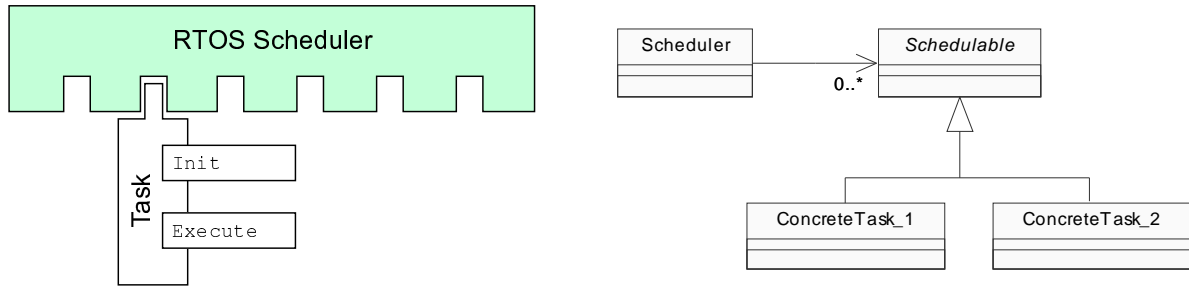 RTOS Scheduler
Task
Init
Execute
Scheduler
Schedulable
0..*
ConcreteTask_1
ConcreteTask_2